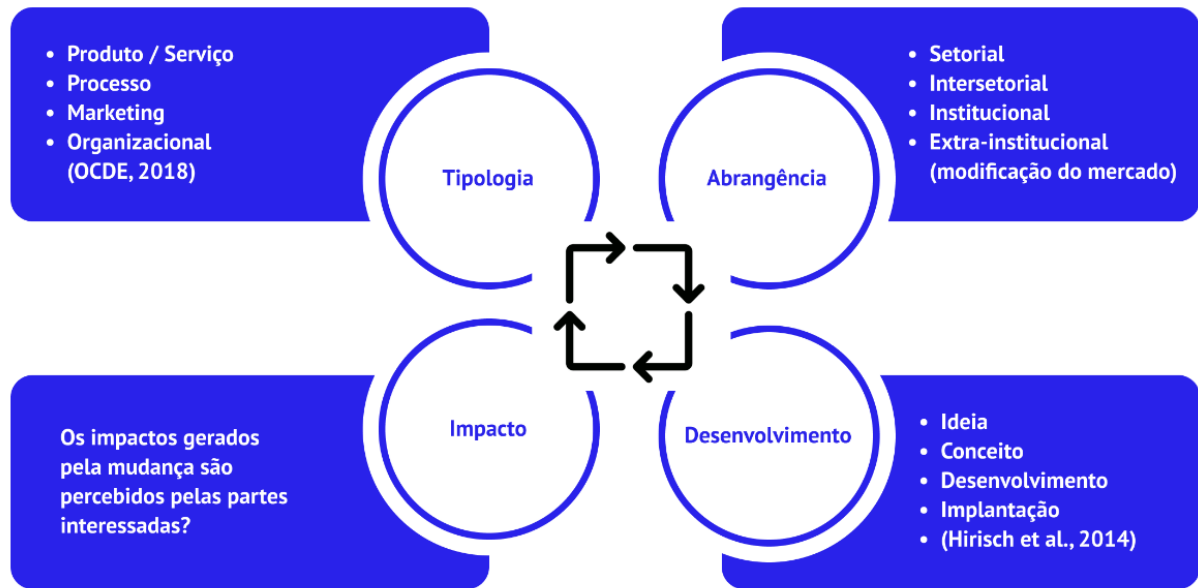 • Produto / Serviço
• Processo
• Marketing
• Organizacional
(OCDE, 2018)
Tipologia
Abrangência
• Setorial
• Intersetorial
• Institucional
• Extra-institucional
(modificação do mercado)
Os impactos gerados
pela mudança são
percebidos pelas partes
interessadas?
Impacto
Desenvolvimento
• Ideia
• Conceito
• Desenvolvimento
• Implantação
• (Hirisch et al., 2014)